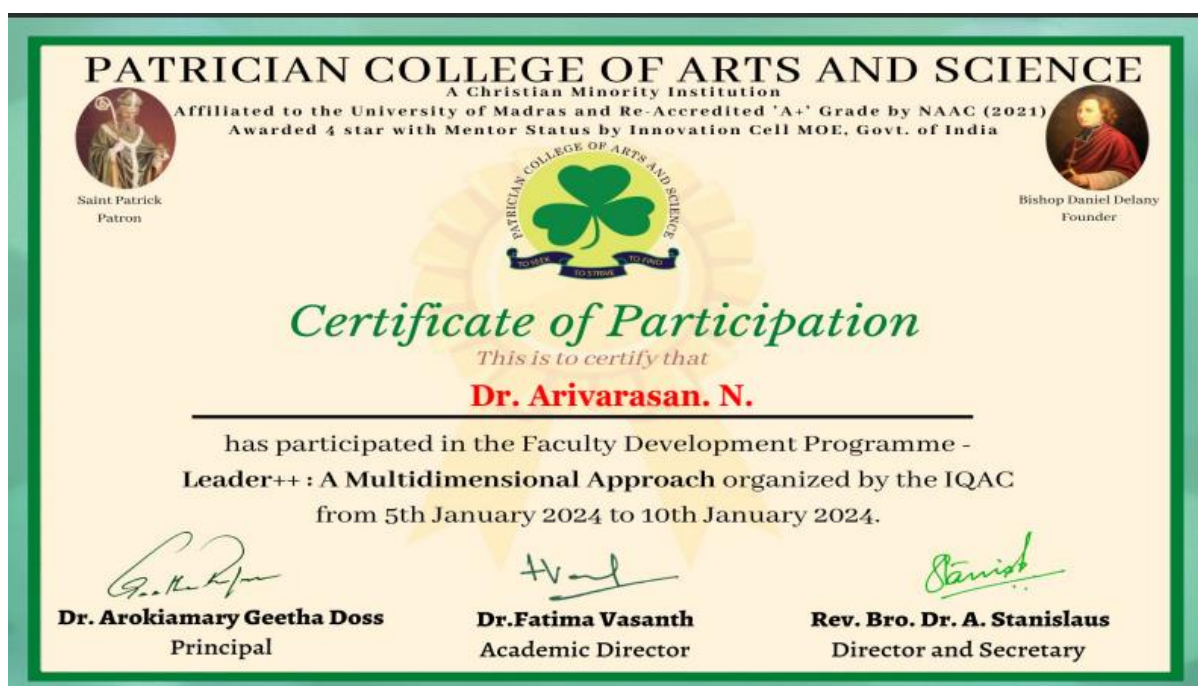 PATRICIAN COLLEGE OF ARTS AND SCIENCE
A Christian Minority Institution
Affiliated to the University of Madras and Re-Accredited 'A+' Grade by NAAC (2021)
Awarded 4 star with Mentor Status by Innovation Cell MOE, Govt. of India
Saint Patrick
Patron
Bishop Daniel Delany
Founder
PATRICIAN COLLEGE OF ARTS AND SCIENCE
TO SEEK TO STRIVE TO FIND
Certificate of Participation
This is to certify that
Dr. Arivarasan. N.
has participated in the Faculty Development Programme -
Leader++ : A Multidimensional Approach organized by the IQAC
from 5th January 2024 to 10th January 2024.
Stanislo
Dr. Arokiamary Geetha Doss
Principal
Dr.Fatima Vasanth
Academic Director
Rev. Bro. Dr. A. Stanislaus
Director and Secretary